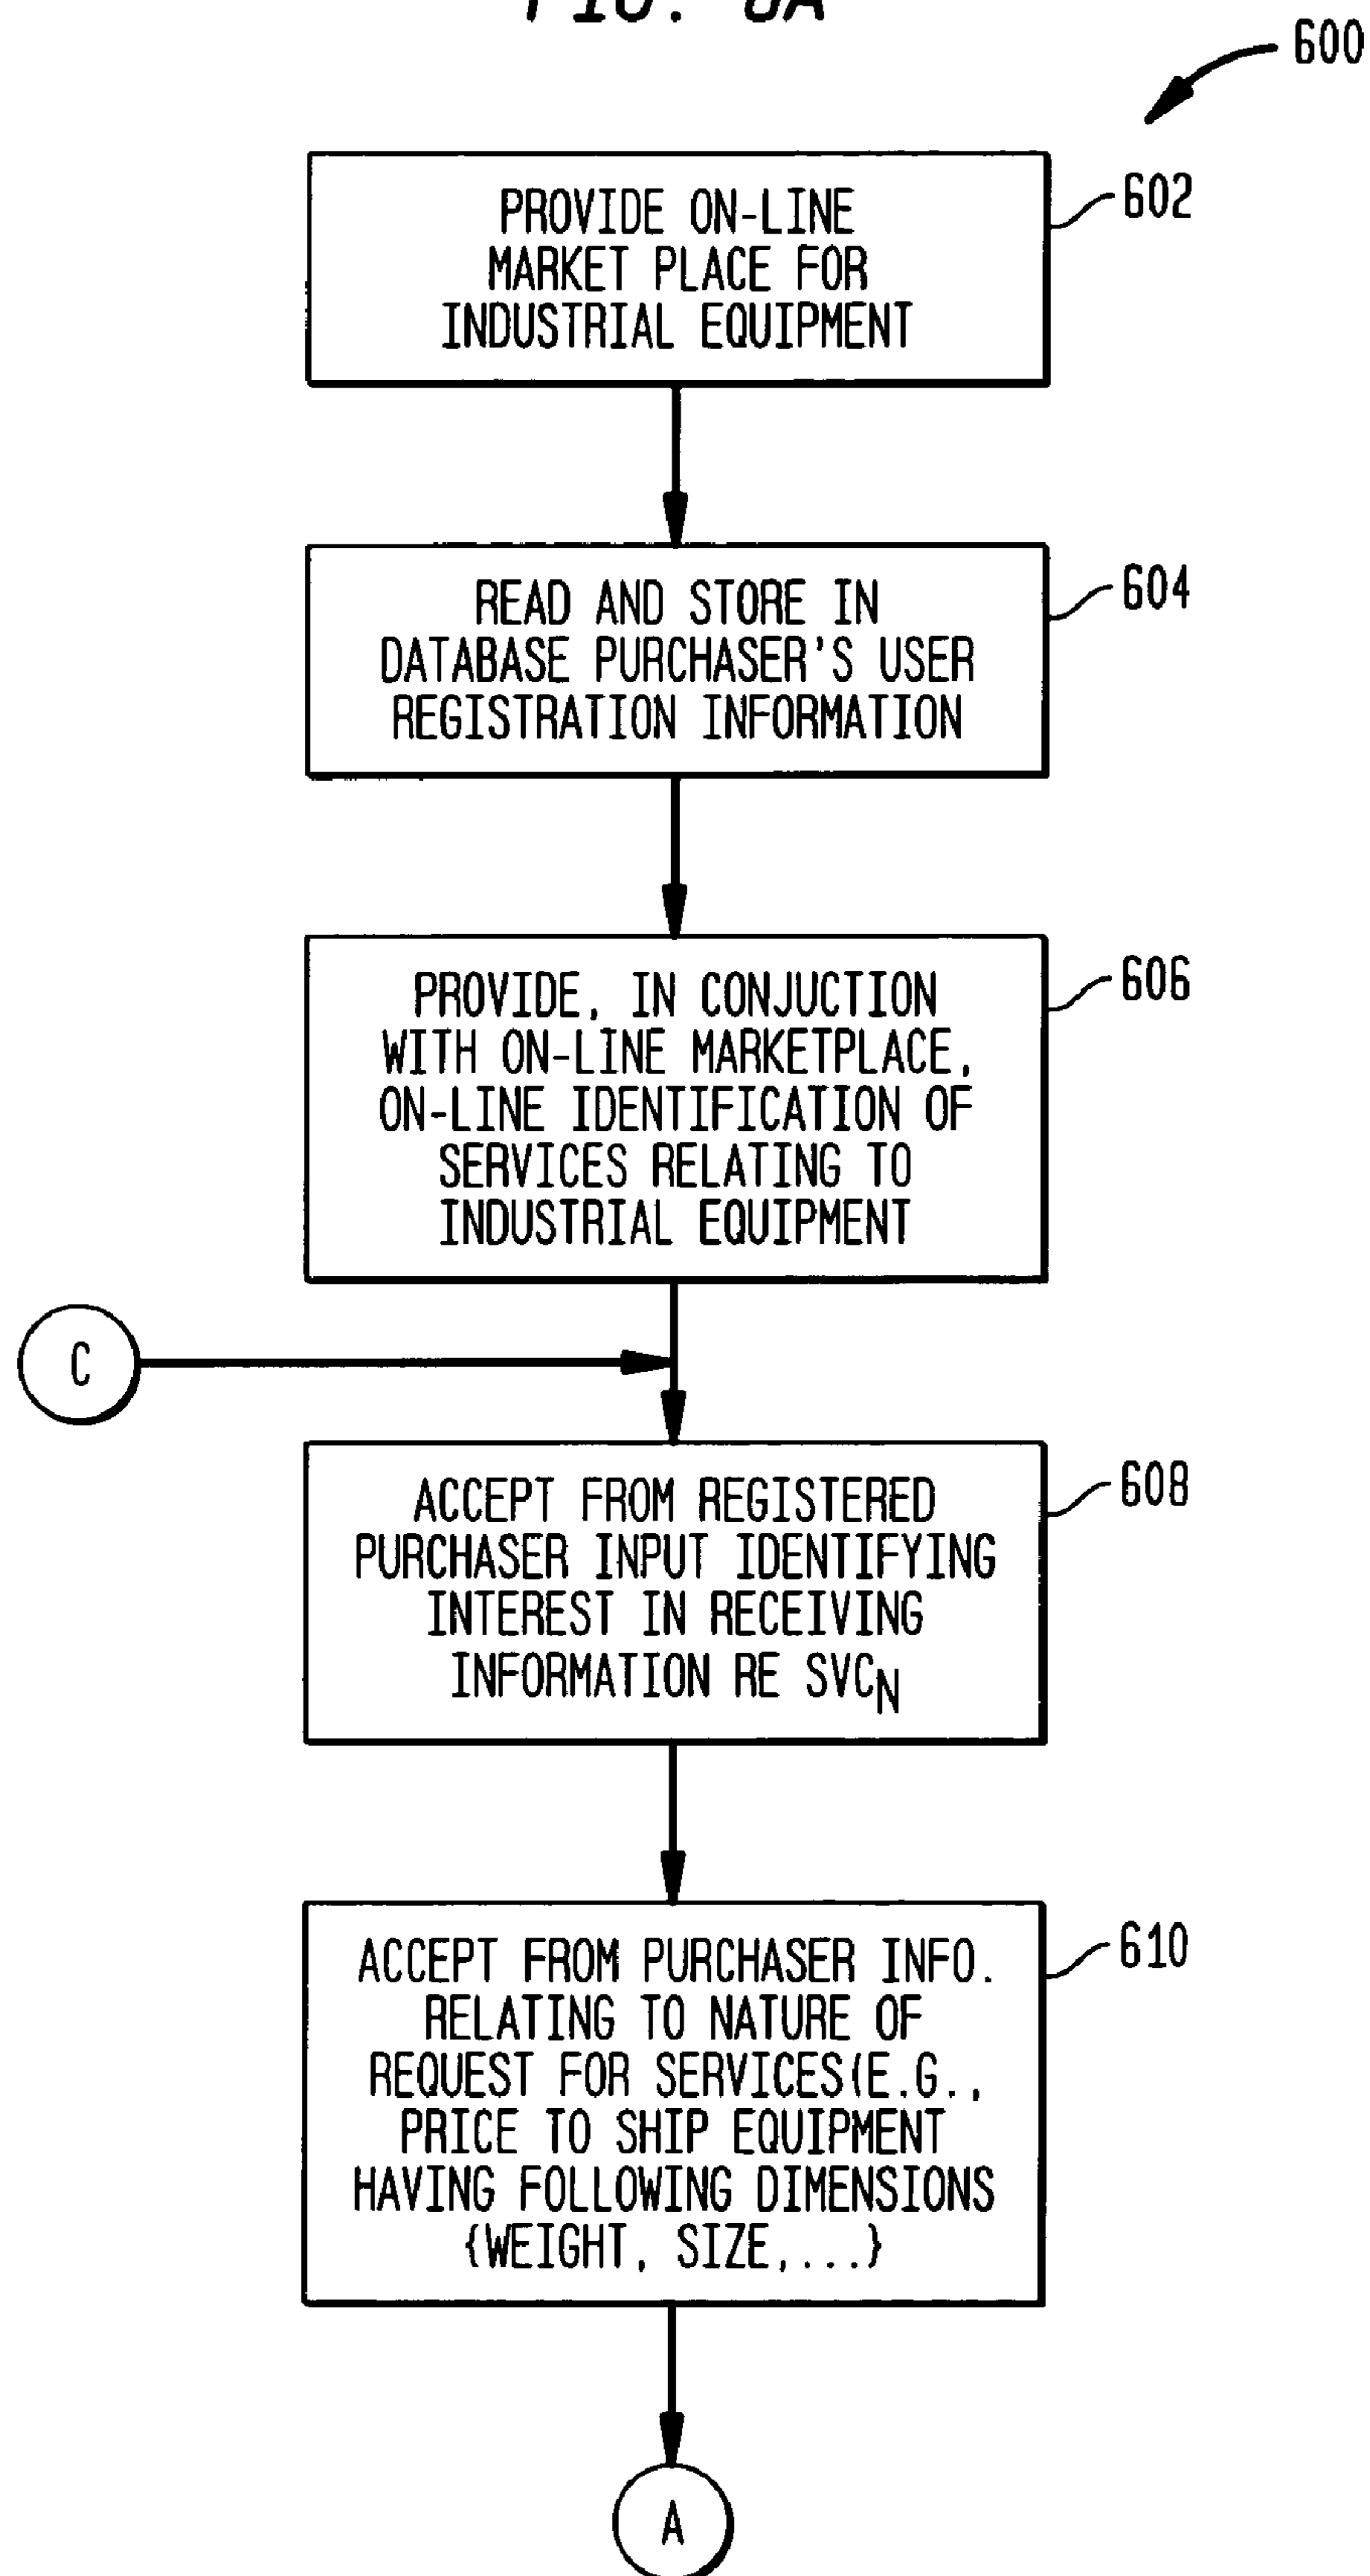 600
PROVIDE ON-LINE
MARKET PLACE FOR
INDUSTRIAL EQUIPMENT
602
READ AND STORE IN
DATABASE PURCHASER'S USER
REGISTRATION INFORMATION
604
PROVIDE, IN CONJUCTION
WITH ON-LINE MARKETPLACE,
ON-LINE IDENTIFICATION OF
SERVICES RELATING TO
INDUSTRIAL EQUIPMENT
606
C
ACCEPT FROM REGISTERED
PURCHASER INPUT IDENTIFYING
INTEREST IN RECEIVING
INFORMATION RE SVCN
608
ACCEPT FROM PURCHASER INFO.
RELATING TO NATURE OF
REQUEST FOR SERVICES(E.G.,
PRICE TO SHIP EQUIPMENT
HAVING FOLLOWING DIMENSIONS
{WEIGHT, SIZE,...}
610
A